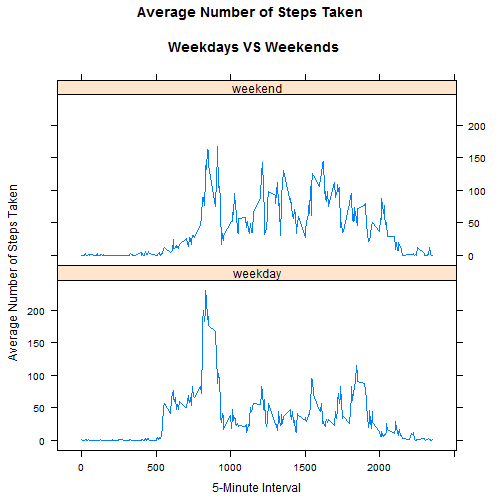 Average Number of Steps Taken
Weekdays VS Weekends
weekend
200
150
100
50
0
weekday
200
150
100
50
0
Average Number of Steps Taken
0
500
1000
1500
2000
5-Minute Interval